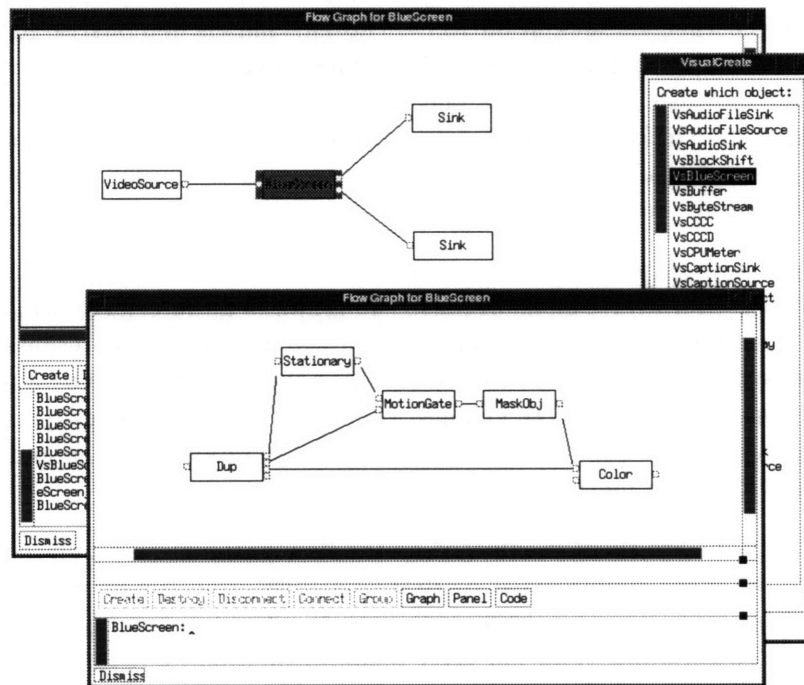 Flow Graph for BlueScreen
Sink
VideoSource
BlueScreen
Sink
Create
BlueScre
BlueScre
BlueScre
BlueScre
BlueScre
VsBlueSc
BlueScre
eScreen
BlueScre
Dismiss
VisualCreate
Create which object:
VsAudioFileSink
VsAudioFileSource
VsAudioSink
VsBlockShift
VsBlueScreen
VsBuffer
VsByteStream
VsCCCC
VsCCCD
VsCPUMeter
VsCaptionSink
VsCaptionSource
Flow Graph for BlueScreen
Stationary
MotionGate
MaskObj
Dup
Color
Create Destroy Disconnect Connect Group Graph Panel Code
BlueScreen:
Dismiss